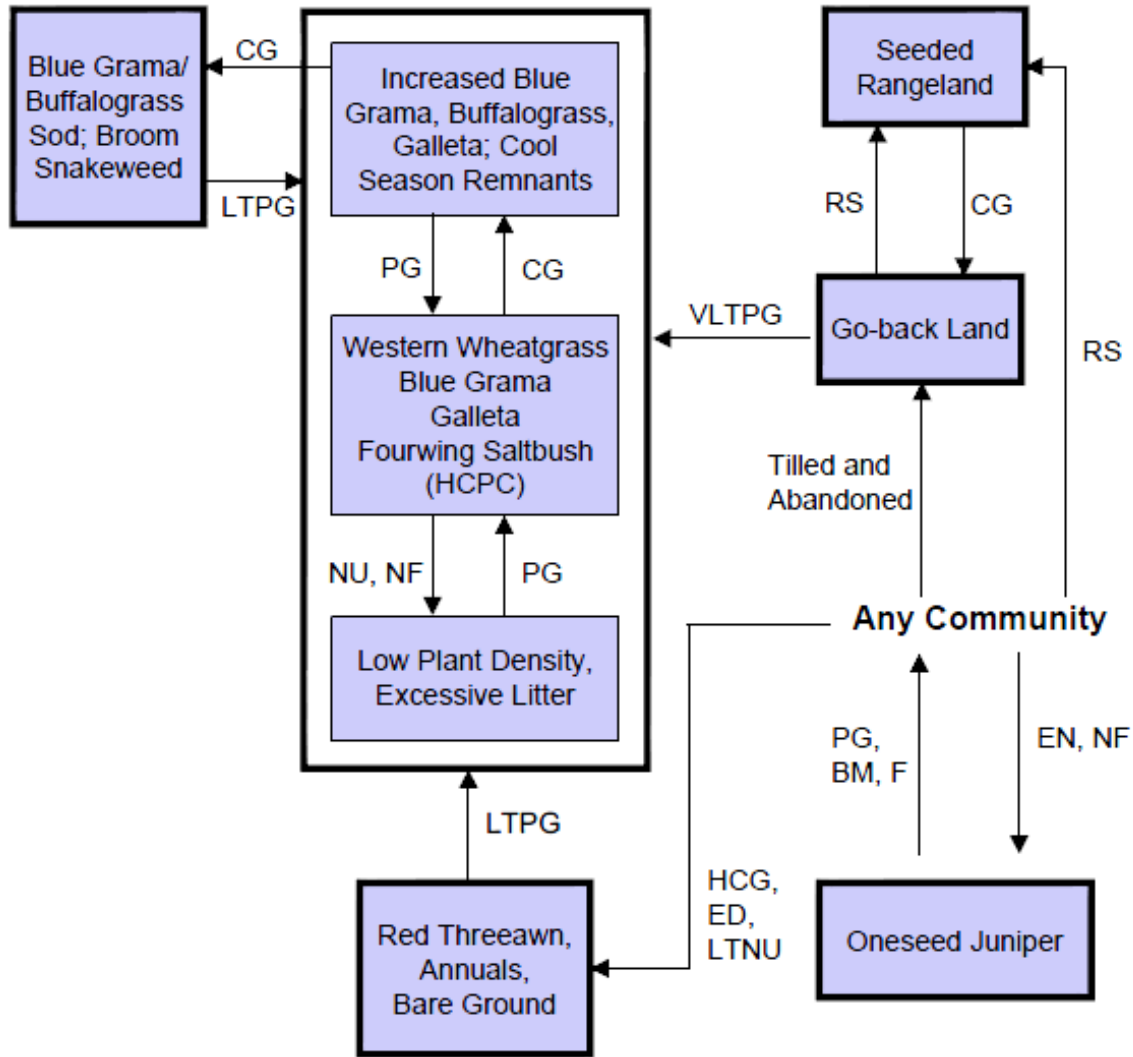 Blue Grama/
Buffalograss
Sod; Broom
Snakeweed
CG
LTPG
Increased Blue
Grama, Buffalograss,
Galleta; Cool
Season Remnants
PG
CG
Western Wheatgrass
Blue Grama
Galleta
Fourwing Saltbush
(HCPC)
NU, NF
PG
Low Plant Density,
Excessive Litter
LTPG
Red Threeawn,
Annuals,
Bare Ground
Seeded
Rangeland
RS
CG
RS
VLTPG
Go-back Land
Tilled and
Abandoned
Any Community
HCG,
ED,
LTNU
PG,
BM, F
EN, NF
Oneseed Juniper